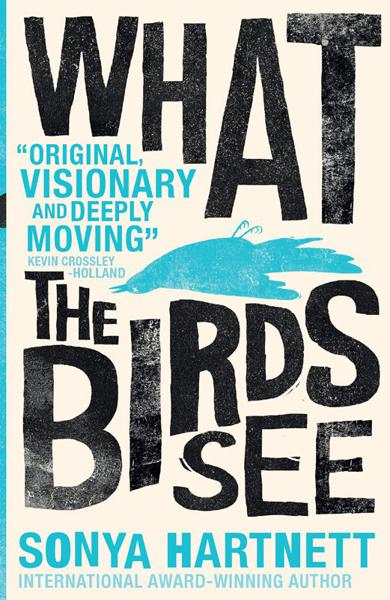 WHAT
“ORIGINAL,
VISIONARY
AND DEEPLY
MOVING”
KEVIN CROSSLEY
-HOLLAND
THE
BIRDS
SEE
SONYA HARTNETT
INTERNATIONAL AWARD-WINNING AUTHOR